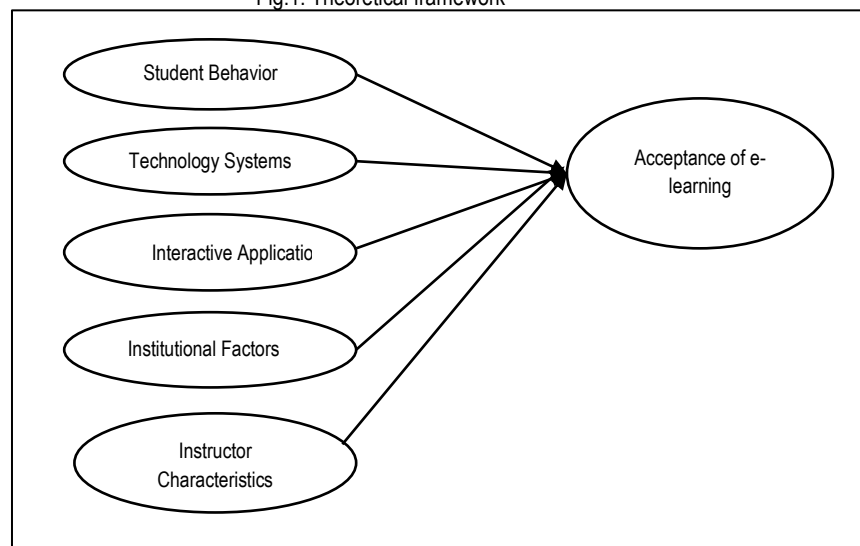 Fig.1: Theoretical framework
Student Behavior
Technology Systems
Interactive Applicatio
Institutional Factors
Instructor
Characteristics
Acceptance of e-
learning